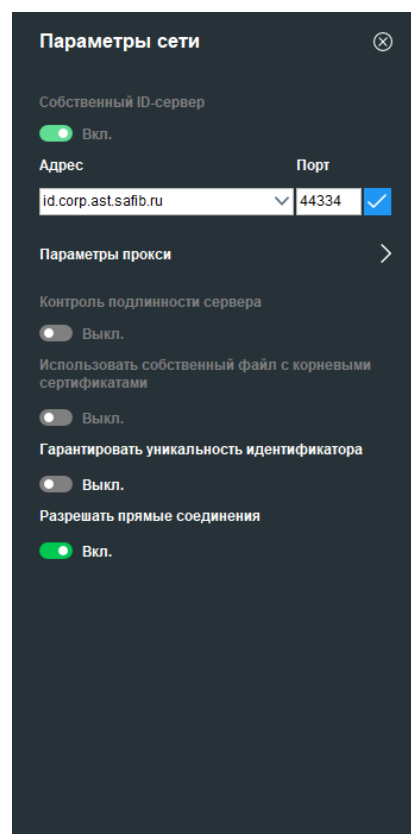 Параметры сети
Собственный ID-сервер
Вкл.
Адрес Порт
id.corp.ast.safib.ru 44334
Параметры прокси
Контроль подлинности сервера
Выкл.
Использовать собственный файл с корневыми
сертификатами
Выкл.
Гарантировать уникальность идентификатора
Выкл.
Разрешать прямые соединения
Вкл.